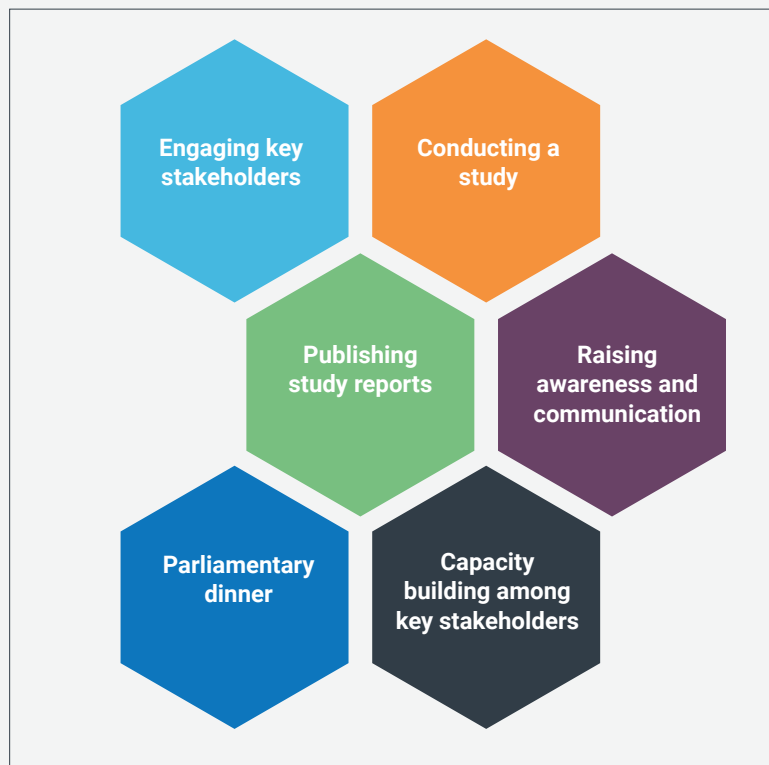 Engaging key
stakeholders
Conducting a
study
Publishing
study reports
Raising
awareness and
communication
Parliamentary
dinner
Capacity
building among
key stakeholders